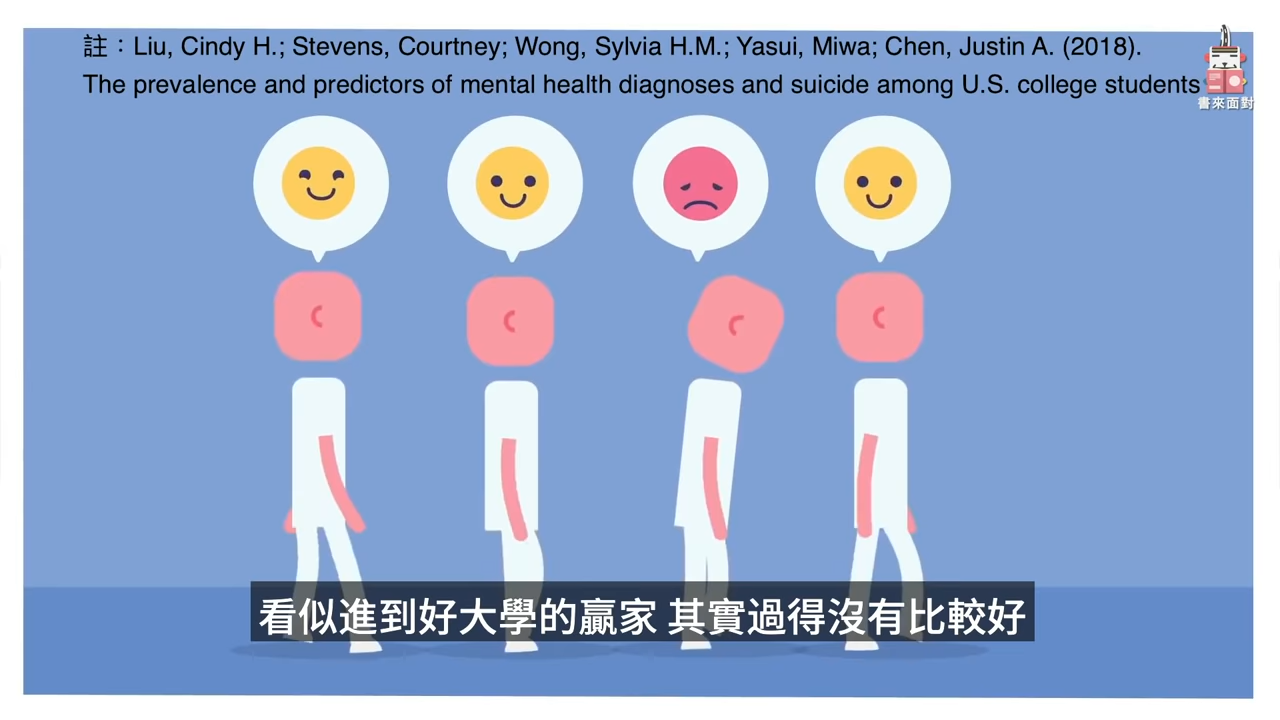 註：Liu, Cindy H.; Stevens, Courtney; Wong, Sylvia H.M.; Yasui, Miwa; Chen, Justin A. (2018).
The prevalence and predictors of mental health diagnoses and suicide among U.S. college students
書來面對
看似進到好大學的贏家 其實過得沒有比較好